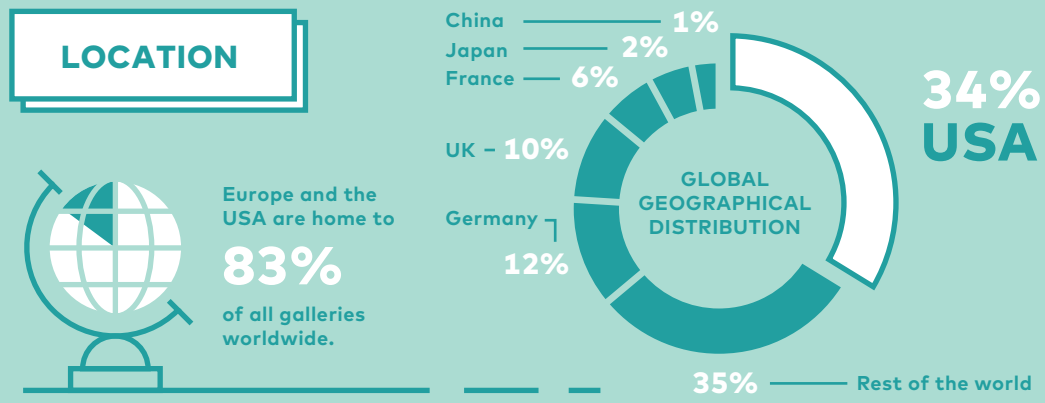 LOCATION
Europe and the
USA are home to
83%
of all galleries
worldwide.
China 1%
Japan 2%
France 6%
UK 10%
Germany
12%
GLOBAL
GEOGRAPHICAL
DISTRIBUTION
34%
USA
35% Rest of the world